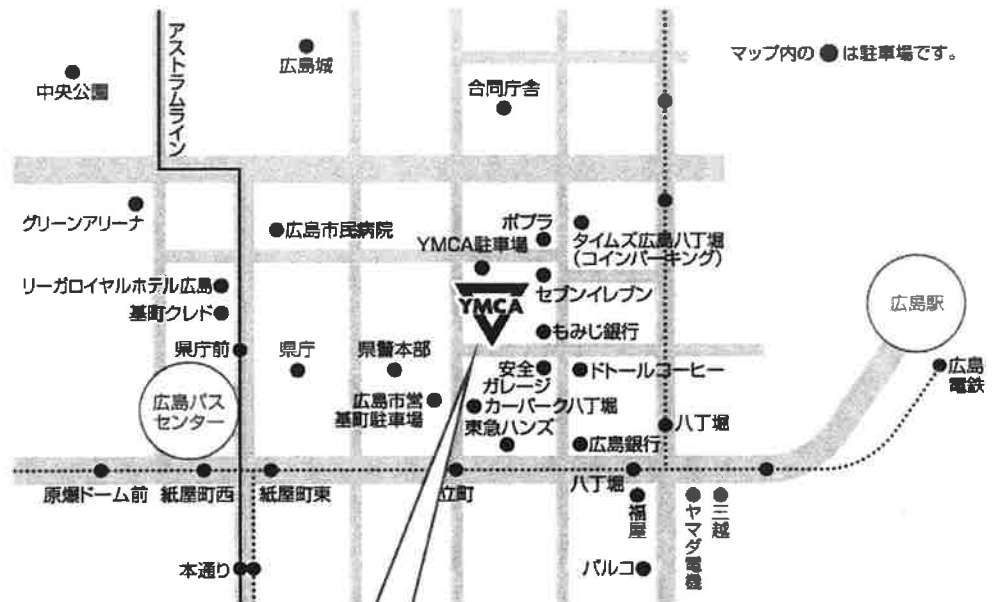 アストラムライン
広島城
マップ内の ● は駐車場です。
中央公園
合同庁舎
グリーンアリーナ
広島市民病院
ポプラ
YMCA駐車場
タイムズ広島八丁堀
（コインパーキング）
リーガロイヤルホテル広島
基町クレド
セブンイレブン
YMCA
広島駅
もみじ銀行
県庁前
県庁
県警本部
安全
ガレージ
ドトールコーヒー
広島
電鉄
広島バス
センター
広島市営
基町駐車場
カーパーク八丁堀
東急ハンズ
広島銀行
八丁堀
原爆ドーム前
紙屋町西
紙屋町東
立町
八丁堀
福屋
ヤマダ電機
三越
本通り
パルコ